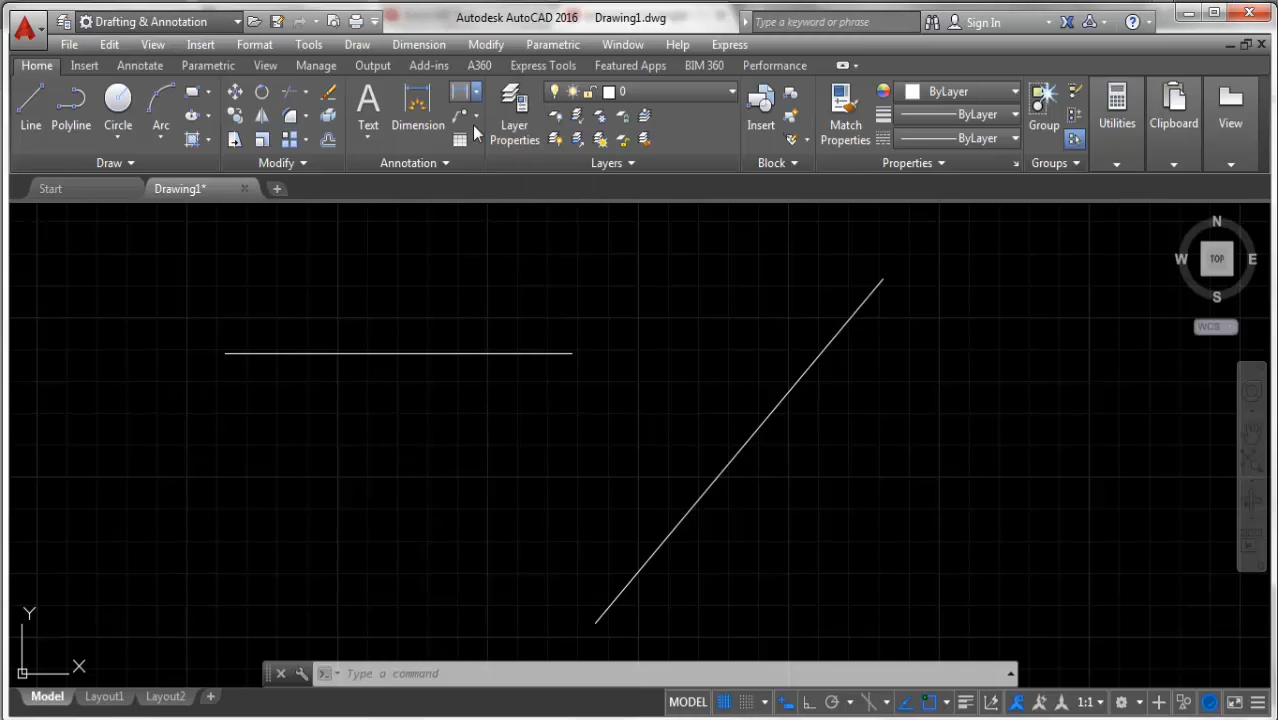 Drafting & Annotation
Autodesk AutoCAD 2016 Drawing1.dwg
Type a keyword or phrase
Sign In
File Edit View Insert Format Tools Draw Dimension Modify Parametric Window Help Express
Home Insert Annotate Parametric View Manage Output Add-ins A360 Express Tools Featured Apps BIM 360 Performance
0
ByLayer
ByLayer
ByLayer
Line Polyline Circle Arc
Text Dimension
Layer Properties
Insert
Match Properties
Group
Utilities
Clipboard
View
Draw Modify Annotation Layers Block Properties Groups
Start Drawing1*
N
W TOP E
S
WCS
Y
X
Type a command
Model Layout1 Layout2
MODEL 1:1